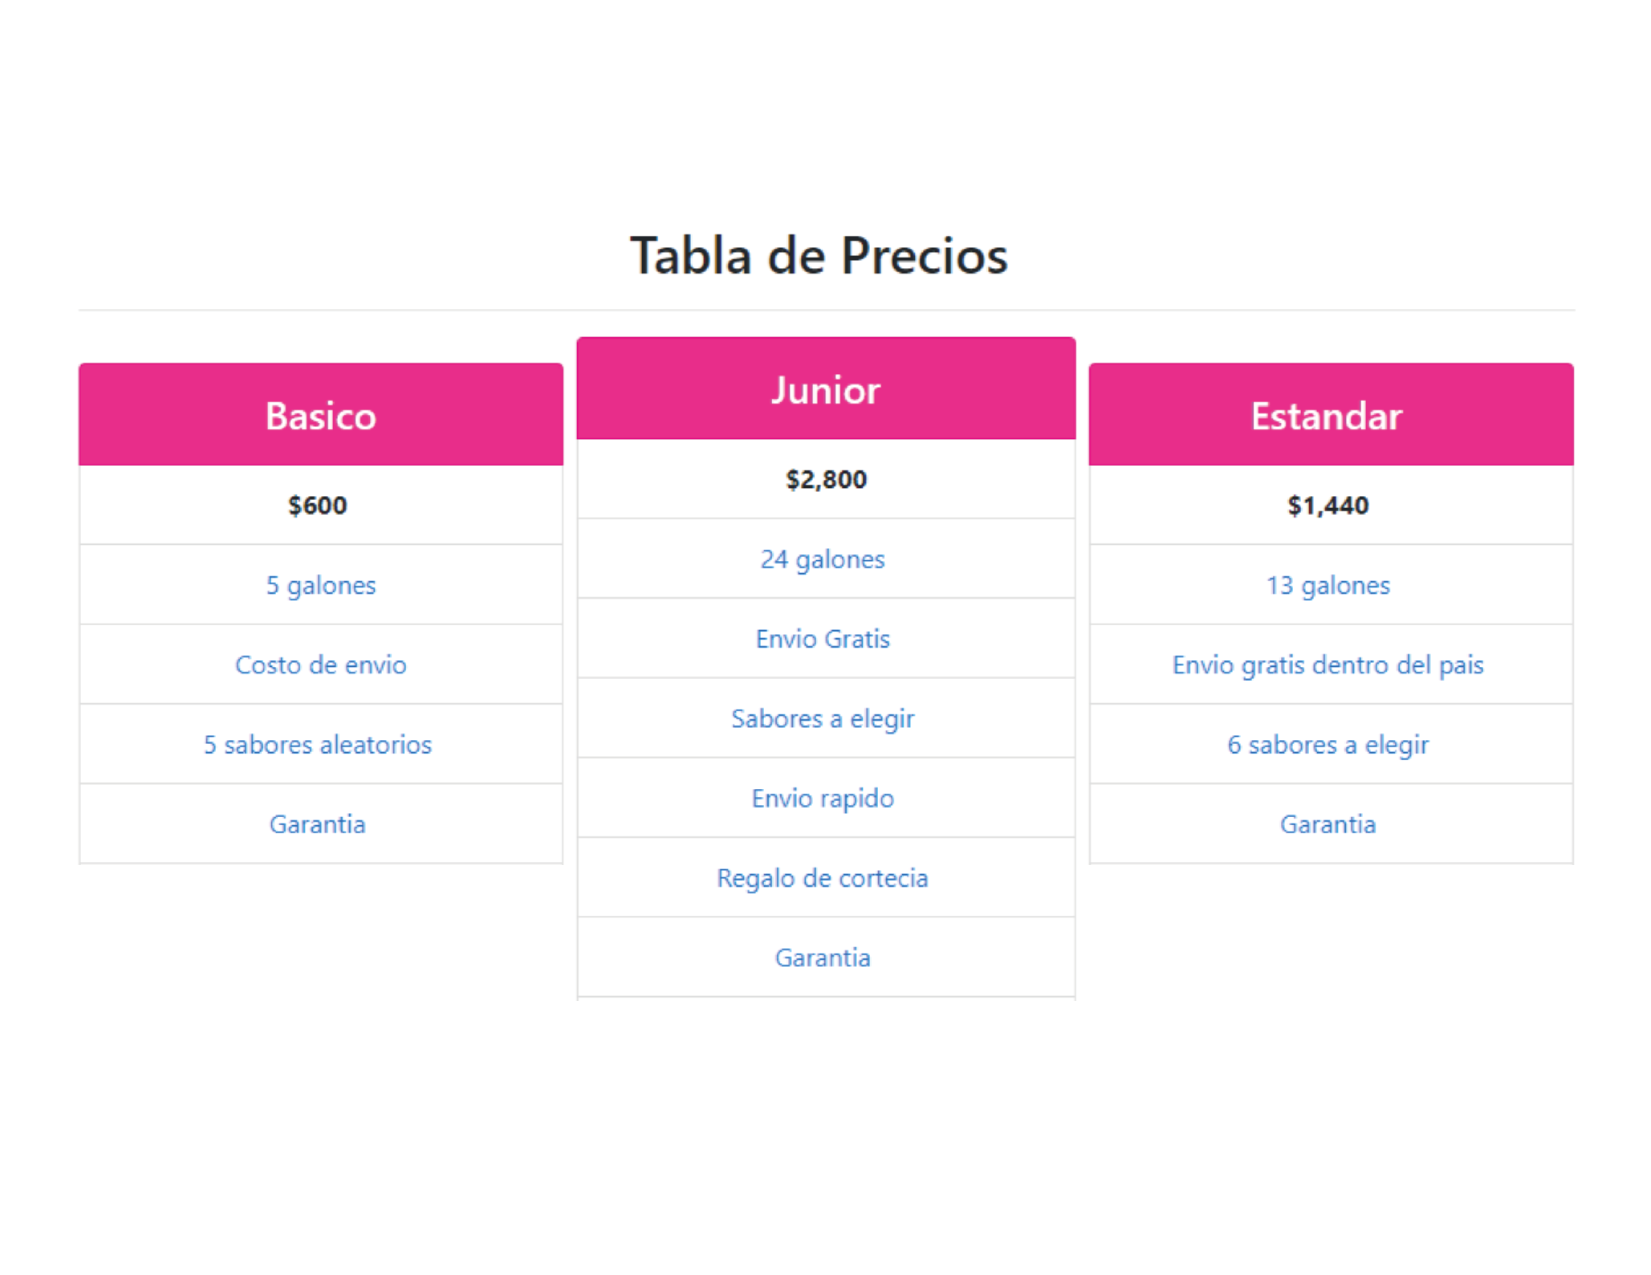 Tabla de Precios
Basico
$600
5 galones
Costo de envio
5 sabores aleatorios
Garantia
Junior
$2,800
24 galones
Envio Gratis
Sabores a elegir
Envio rapido
Regalo de cortecia
Garantia
Estandar
$1,440
13 galones
Envio gratis dentro del pais
6 sabores a elegir
Garantia